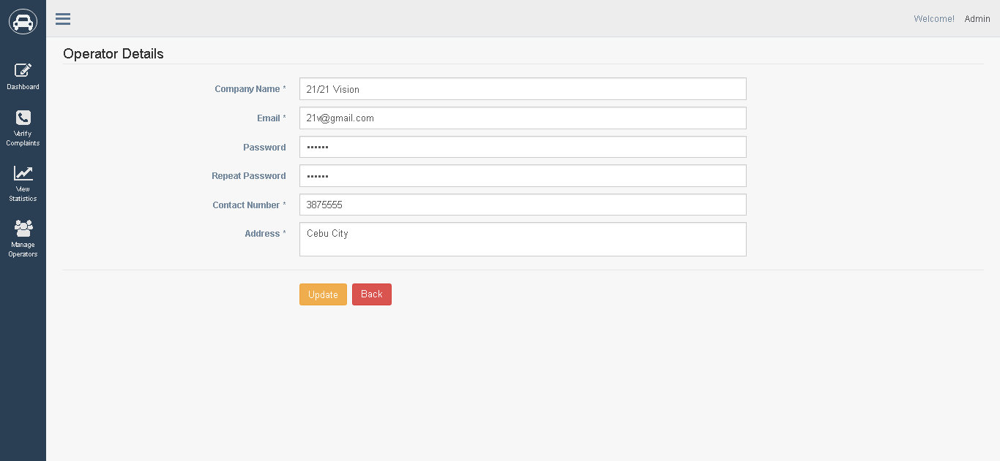 Welcome! Admin
Dashboard
Verify
Complaints
View
Statistics
Manage
Operators
Operator Details
Company Name * 21/21 Vision
Email * 21v@gmail.com
Password ••••••
Repeat Password ••••••
Contact Number * 3875555
Address * Cebu City
Update Back